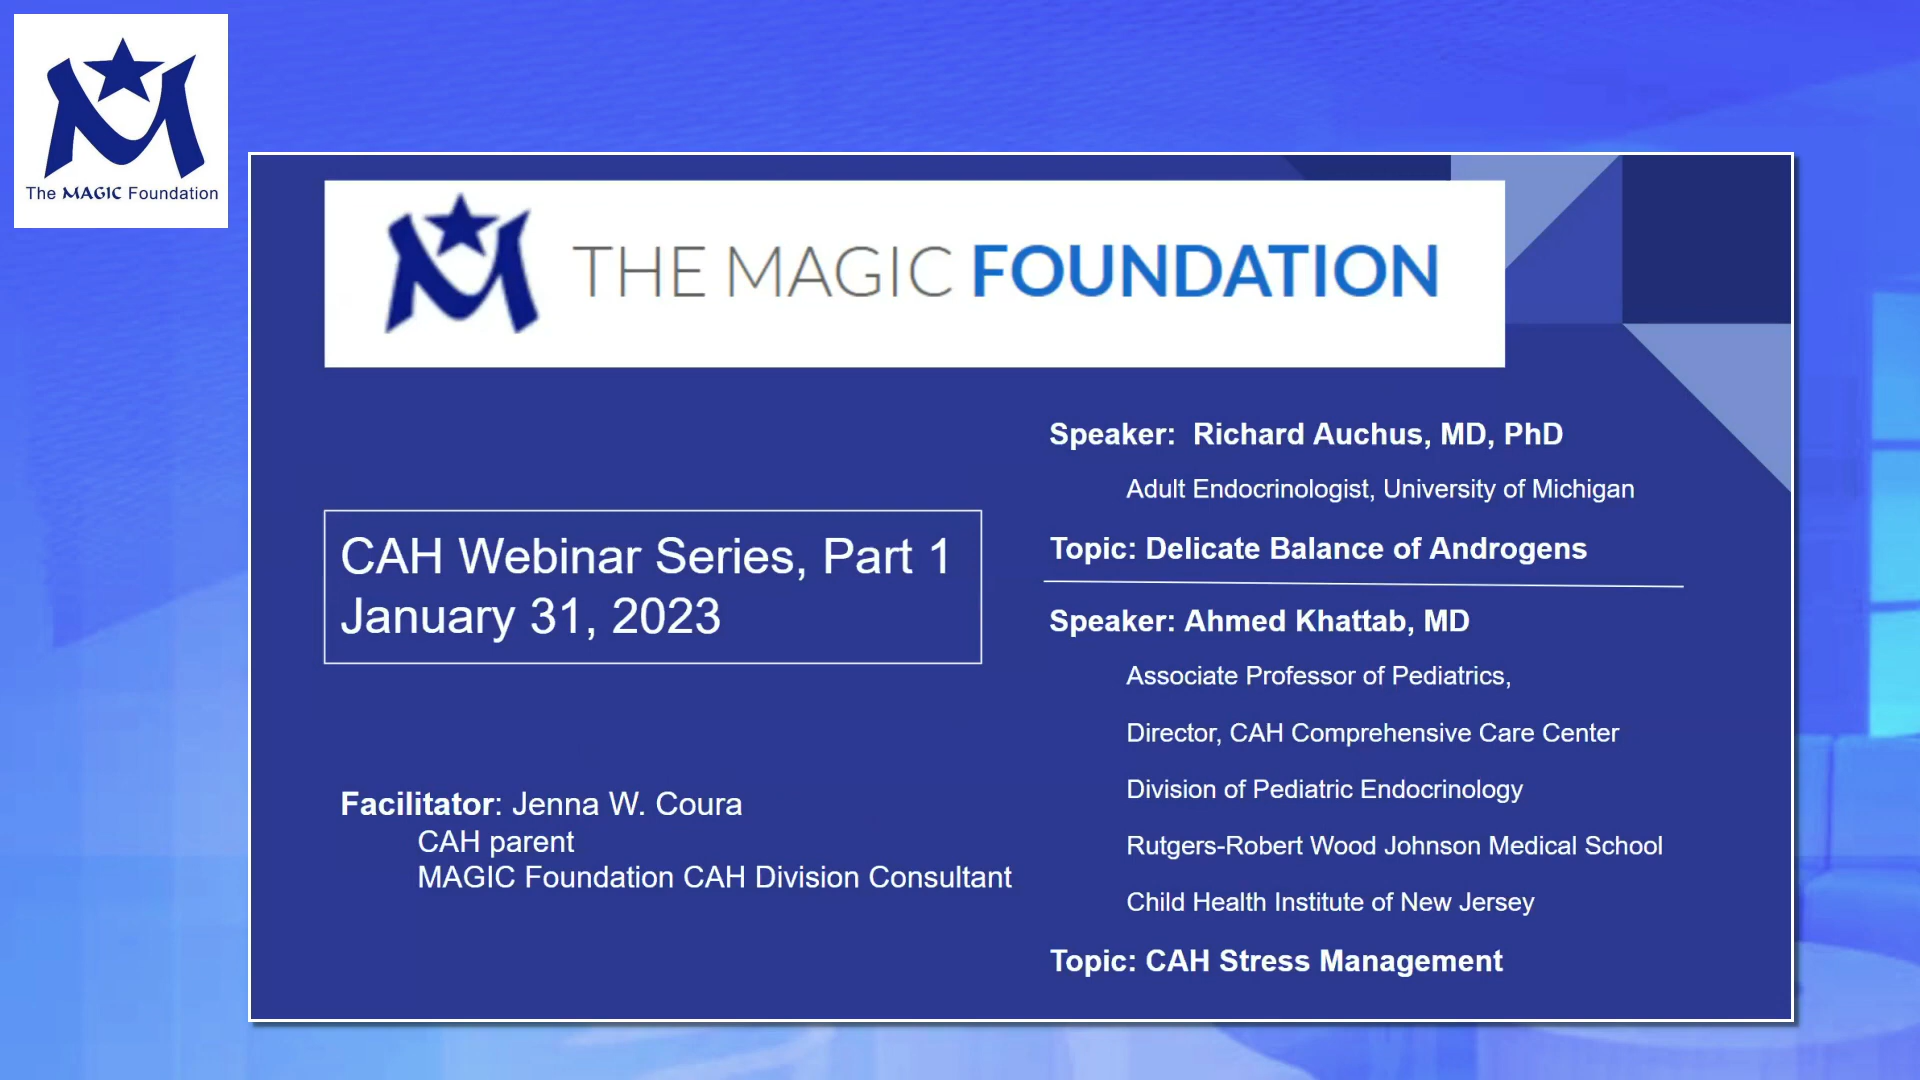 The MAGIC Foundation
THE MAGIC FOUNDATION
CAH Webinar Series, Part 1
January 31, 2023
Facilitator: Jenna W. Coura
CAH parent
MAGIC Foundation CAH Division Consultant
Speaker: Richard Auchus, MD, PhD
Adult Endocrinologist, University of Michigan
Topic: Delicate Balance of Androgens
Speaker: Ahmed Khattab, MD
Associate Professor of Pediatrics,
Director, CAH Comprehensive Care Center
Division of Pediatric Endocrinology
Rutgers-Robert Wood Johnson Medical School
Child Health Institute of New Jersey
Topic: CAH Stress Management